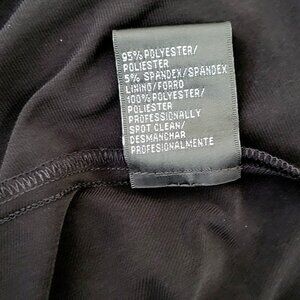 95% POLYESTER/
POLIESTER
5% SPANDEX/SPANDEX
LINING/FORRO
100% POLYESTER/
POLIESTER
PROFESSIONALLY
SPOT CLEAN/
DESMANCHAR
PROFESIONALMENTE